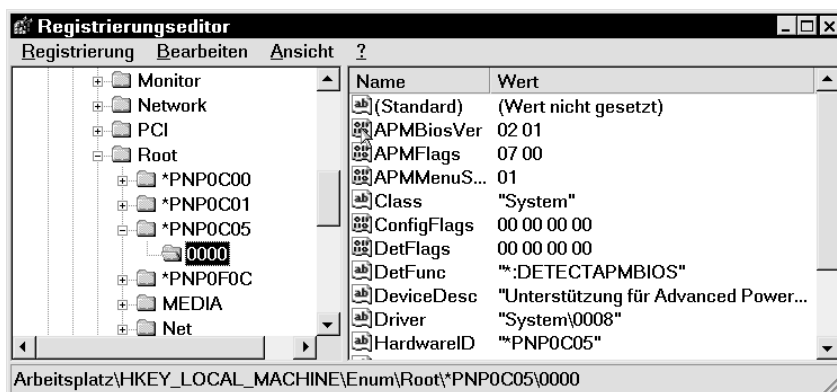 Registrierungseditor
Registrierung Bearbeiten Ansicht ?
Monitor
Network
PCI
Root
*PNP0C00
*PNP0C01
*PNP0C05
0000
*PNP0F0C
MEDIA
Net
Name Wert
(Standard) (Wert nicht gesetzt)
APMBiosVer 02 01
APMFlags 07 00
APMMenuS... 01
Class "System"
ConfigFlags 00 00 00 00
DetFlags 00 00 00 00
DetFunc "*:DETECTAPMBIOS"
DeviceDesc "Unterstützung für Advanced Power...
Driver "System\0008"
HardwareID "*PNP0C05"
Arbeitsplatz\HKEY_LOCAL_MACHINE\Enum\Root\*PNP0C05\0000